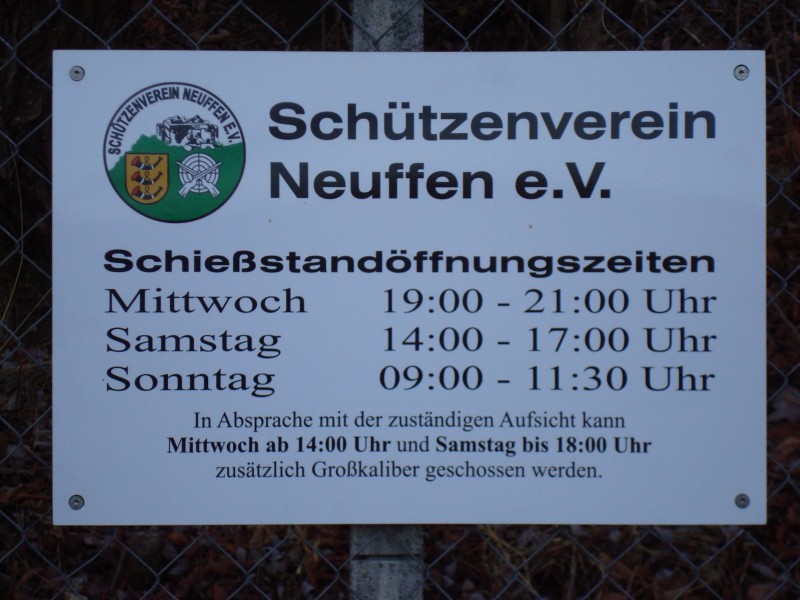 SCHÜTZENVEREIN NEUFFEN E.V.
Schützenverein
Neuffen e.V.
Schießstandöffnungszeiten
Mittwoch 19:00 - 21:00 Uhr
Samstag 14:00 - 17:00 Uhr
Sonntag 09:00 - 11:30 Uhr
In Absprache mit der zuständigen Aufsicht kann
Mittwoch ab 14:00 Uhr und Samstag bis 18:00 Uhr
zusätzlich Großkaliber geschossen werden.